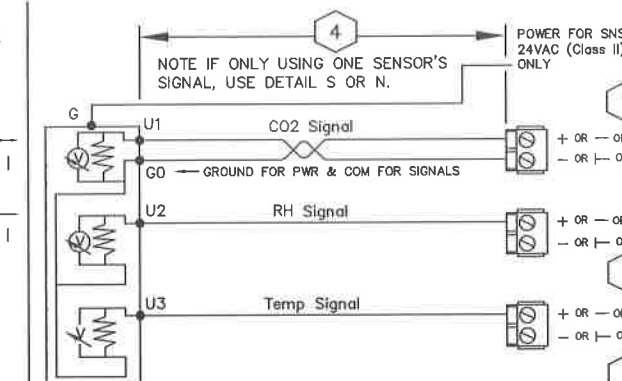 4
POWER FOR
24VAC (Class II)
ONLY
NOTE IF ONLY USING ONE SENSOR'S
SIGNAL, USE DETAIL S OR N.
G
U1
CO2 Signal
+ OR —
V
G0
GROUND FOR PWR & COM FOR SIGNALS
– OR ⊢
U2
RH Signal
+ OR —
V
– OR ⊢
U3
Temp Signal
+ OR —
V
– OR ⊢